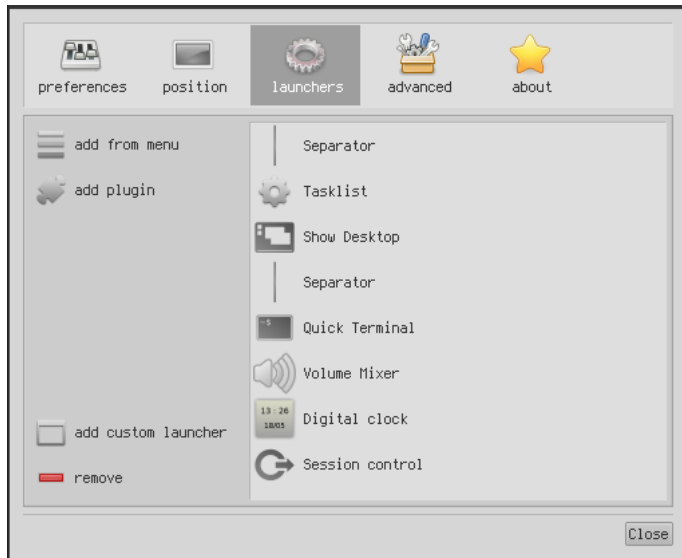 preferences
position
launchers
advanced
about
add from menu
add plugin
add custom launcher
remove
Separator
Tasklist
Show Desktop
Separator
~$
Quick Terminal
Volume Mixer
13:26
18/05
Digital clock
Session control
Close